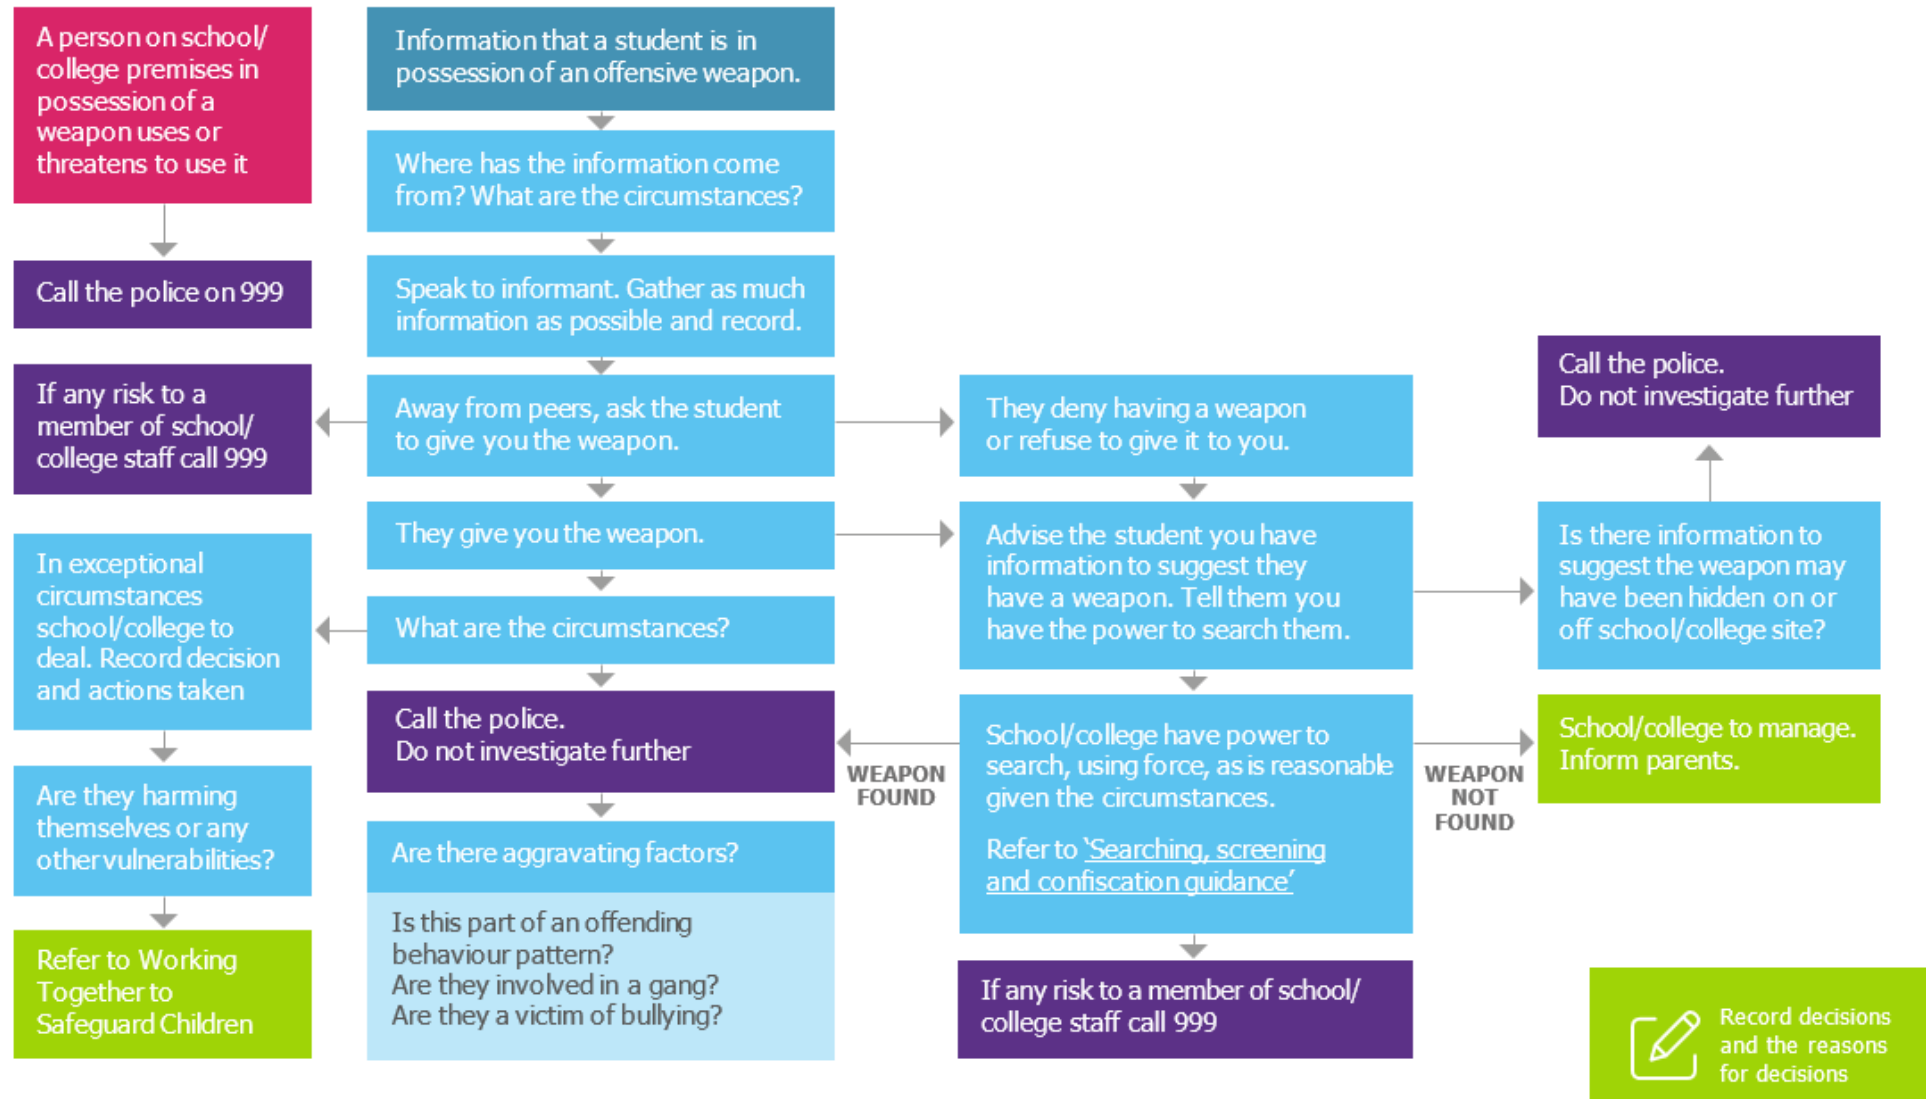 A person on school/
college premises in
possession of a
weapon uses or
threatens to use it
Call the police on 999
If any risk to a
member of school/
college staff call 999
In exceptional
circumstances
school/college to
deal. Record decision
and actions taken
Are they harming
themselves or any
other vulnerabilities?
Refer to Working
Together to
Safeguard Children
Information that a student is in
possession of an offensive weapon.
Where has the information come
from? What are the circumstances?
Speak to informant. Gather as much
information as possible and record.
Away from peers, ask the student
to give you the weapon.
They give you the weapon.
What are the circumstances?
Call the police.
Do not investigate further
Are there aggravating factors?
Is this part of an offending
behaviour pattern?
Are they involved in a gang?
Are they a victim of bullying?
They deny having a weapon
or refuse to give it to you.
Advise the student you have
information to suggest they
have a weapon. Tell them you
have the power to search them.
WEAPON
FOUND
School/college have power to
search, using force, as is reasonable
given the circumstances.
Refer to ‘Searching, screening
and confiscation guidance’
WEAPON
NOT
FOUND
If any risk to a member of school/
college staff call 999
Call the police.
Do not investigate further
Is there information to
suggest the weapon may
have been hidden on or
off school/college site?
School/college to manage.
Inform parents.
Record decisions
and the reasons
for decisions